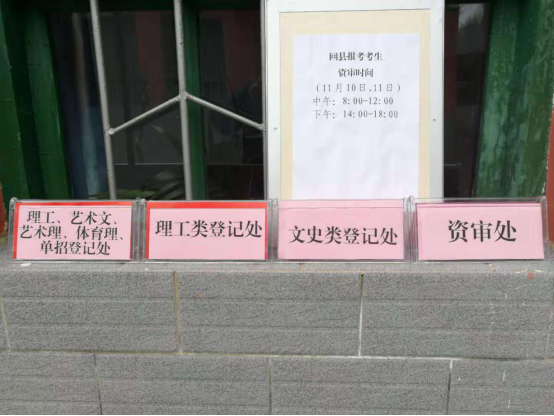 回县报考考生
资审时间
(11月10日.11日)
中午: 8:00-12:00
下午: 14:00-18:00
理工、艺术文、
艺术理、体育理、
单招登记处
理工类登记处
文史类登记处
资审处